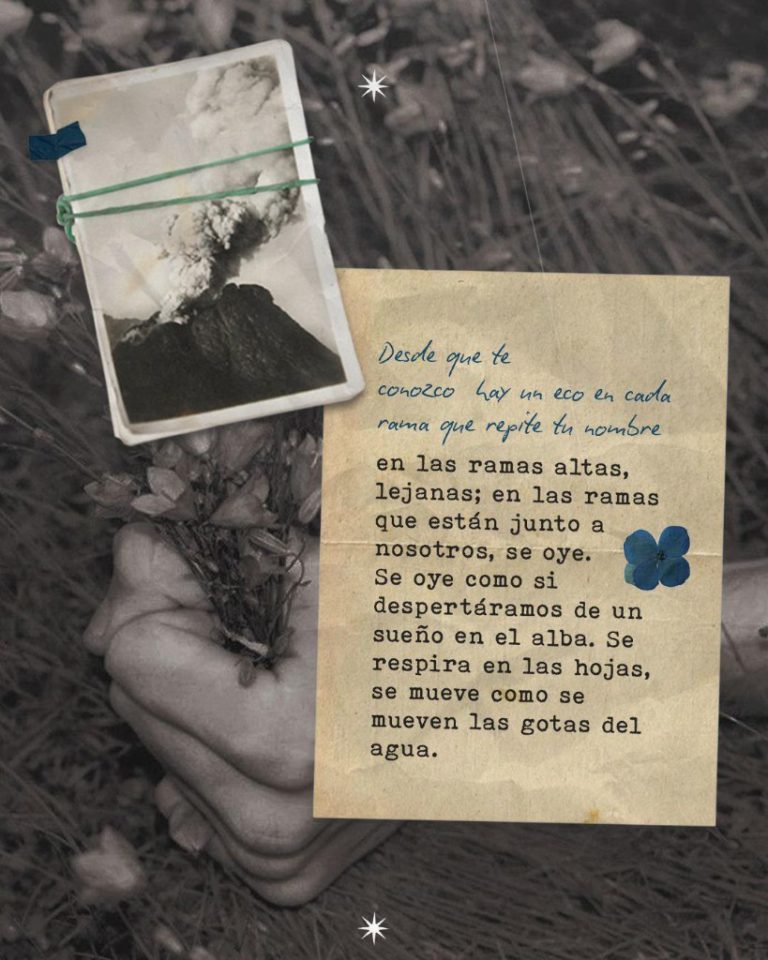 Desde que te
conozco hay un eco en cada
rama que repite tu nombre
en las ramas altas,
lejanas; en las ramas
que están junto a
nosotros, se oye.
Se oye como si
despertáramos de un
sueño en el alba. Se
respira en las hojas,
se mueve como se
mueven las gotas del
agua.